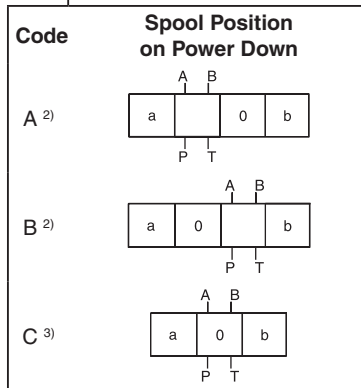 Code
Spool Position
on Power Down
A B
A 2)
a 0 b
P T
A B
B 2)
a 0 b
P T
A B
C 3)
a 0 b
P T